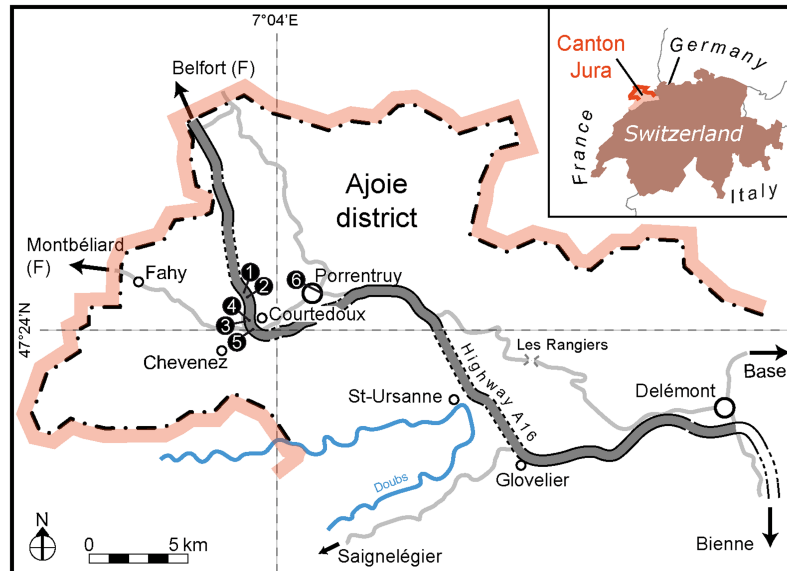 7°04'E
Belfort (F)
Canton
Jura
Germany
France
Switzerland
Italy
Ajoie
district
Montbéliard
(F)
Fahy
1
2
6
Porrentruy
4
Courtedoux
3
5
47°24'N
Chevenez
Les Rangiers
Basel
Highway A16
St-Ursanne
Delémont
Doubs
Glovelier
N
0
5 km
Saignelégier
Bienne